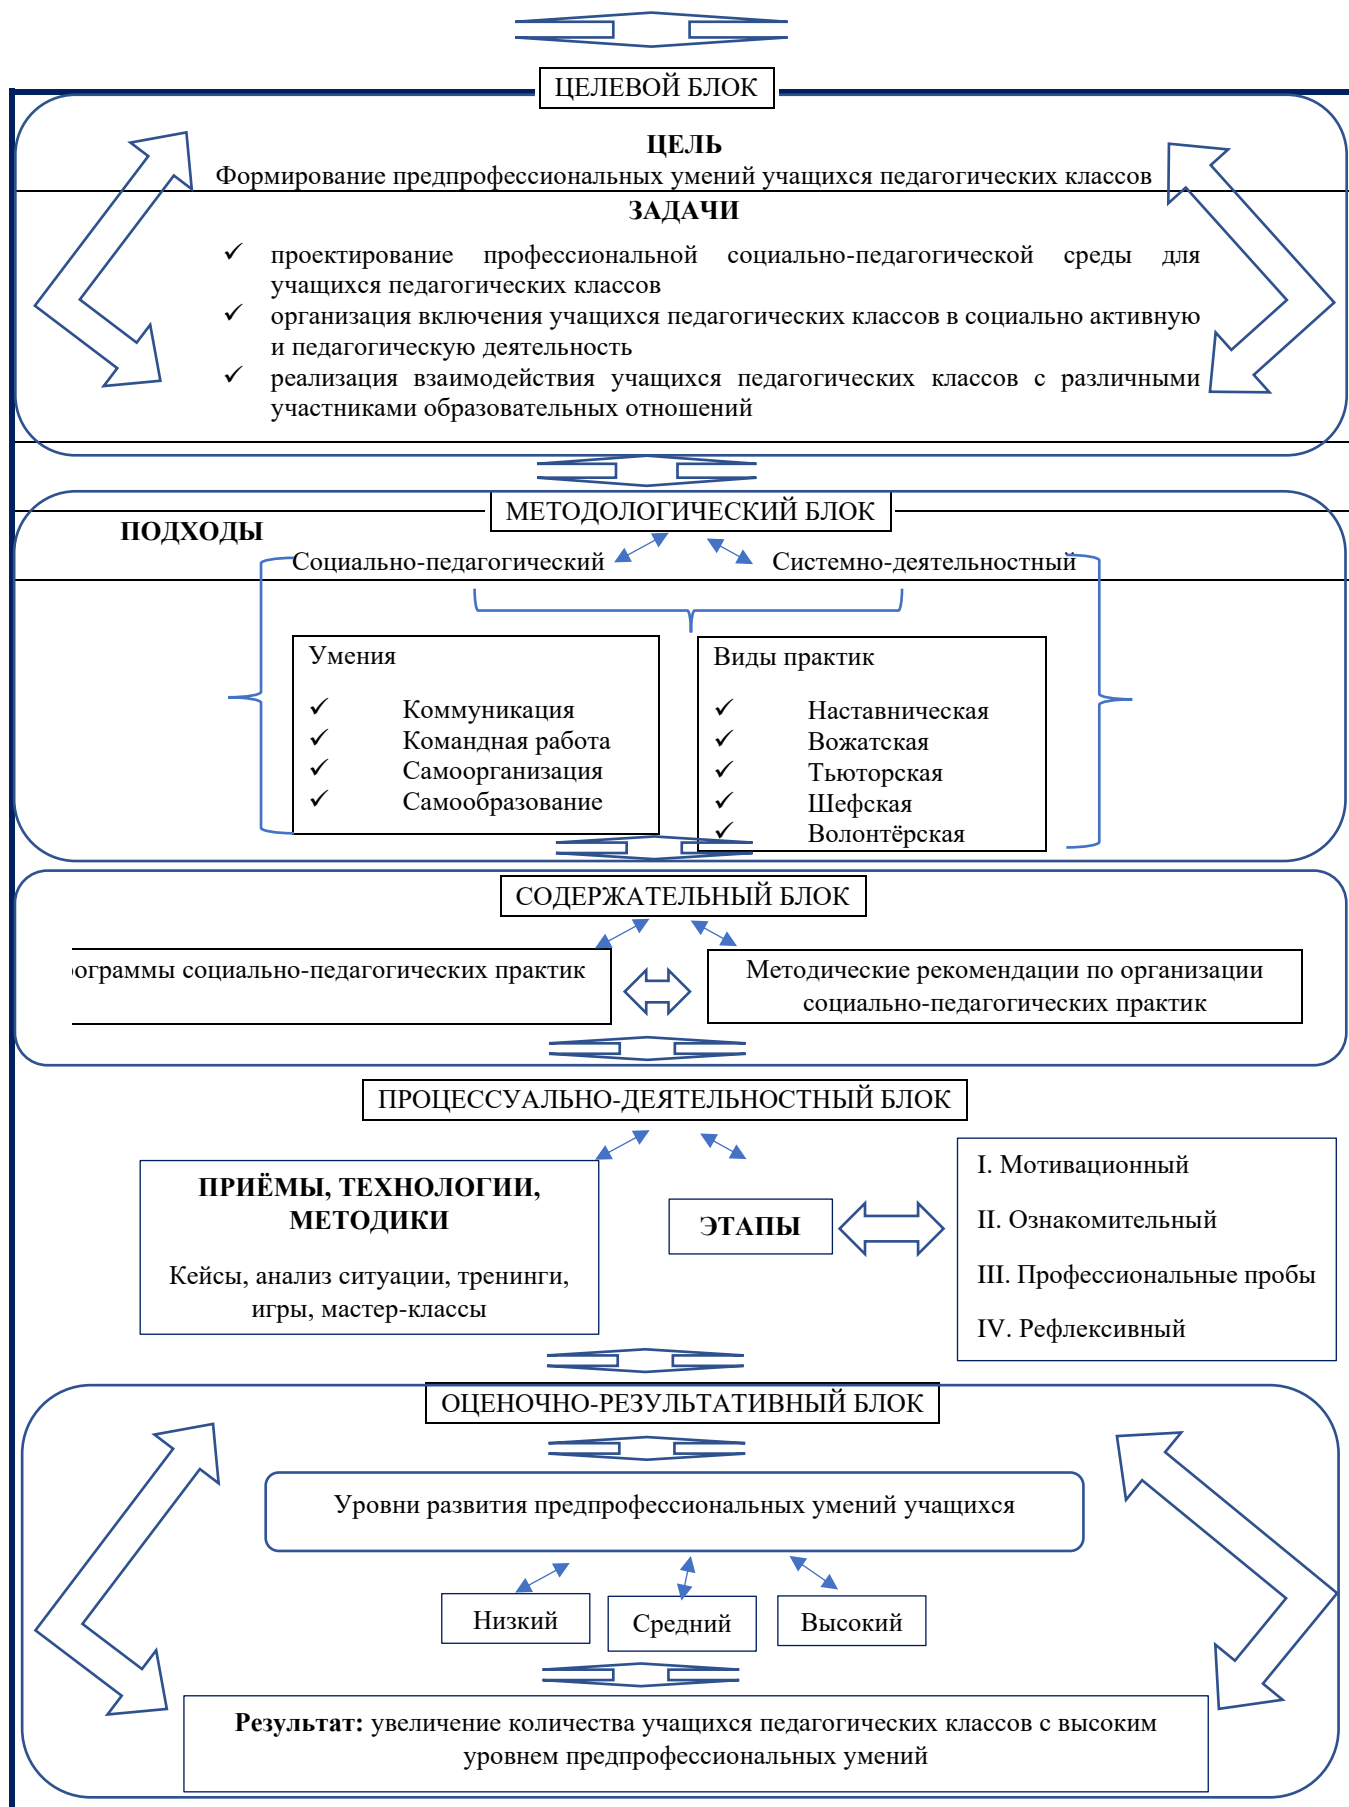 ЦЕЛЕВОЙ БЛОК
ЦЕЛЬ
Формирование предпрофессиональных умений учащихся педагогических классов
ЗАДАЧИ
✓ проектирование профессиональной социально-педагогической среды для
учащихся педагогических классов
✓ организация включения учащихся педагогических классов в социально активную
и педагогическую деятельность
✓ реализация взаимодействия учащихся педагогических классов с различными
участниками образовательных отношений
МЕТОДОЛОГИЧЕСКИЙ БЛОК
ПОДХОДЫ
Социально-педагогический
Системно-деятельностный
Умения
✓ Коммуникация
✓ Командная работа
✓ Самоорганизация
✓ Самообразование
Виды практик
✓ Наставническая
✓ Вожатская
✓ Тьюторская
✓ Шефская
✓ Волонтёрская
СОДЕРЖАТЕЛЬНЫЙ БЛОК
ограммы социально-педагогических практик
Методические рекомендации по организации
социально-педагогических практик
ПРОЦЕССУАЛЬНО-ДЕЯТЕЛЬНОСТНЫЙ БЛОК
ПРИЁМЫ, ТЕХНОЛОГИИ,
МЕТОДИКИ
Кейсы, анализ ситуации, тренинги,
игры, мастер-классы
ЭТАПЫ
I. Мотивационный
II. Ознакомительный
III. Профессиональные пробы
IV. Рефлексивный
ОЦЕНОЧНО-РЕЗУЛЬТАТИВНЫЙ БЛОК
Уровни развития предпрофессиональных умений учащихся
Низкий
Средний
Высокий
Результат: увеличение количества учащихся педагогических классов с высоким
уровнем предпрофессиональных умений